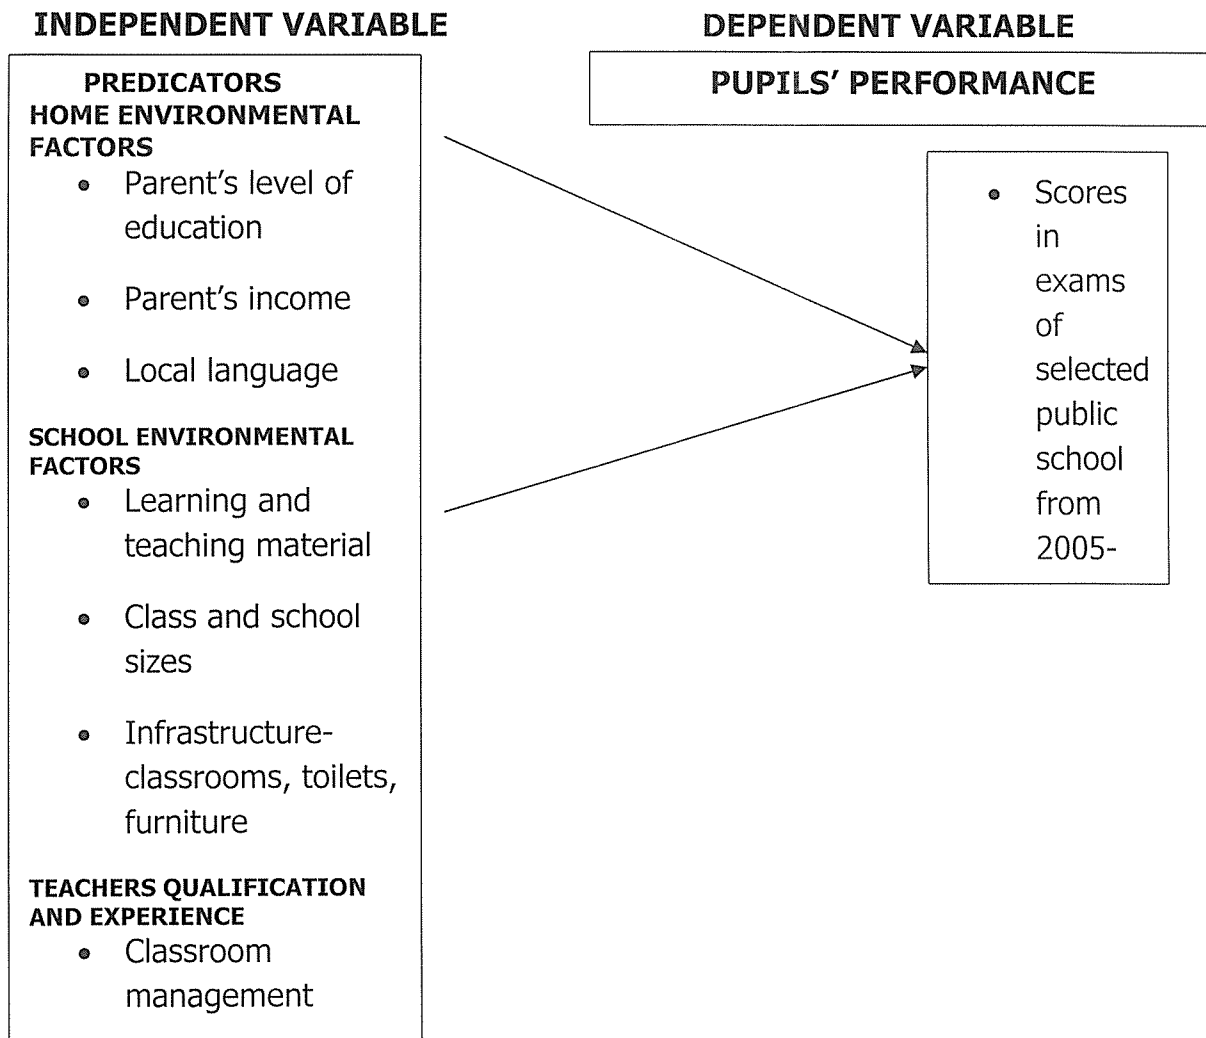 INDEPENDENT VARIABLE
PREDICATORS
HOME ENVIRONMENTAL
FACTORS
• Parent's level of
education
• Parent's income
• Local language
SCHOOL ENVIRONMENTAL
FACTORS
• Learning and
teaching material
• Class and school
sizes
• Infrastructure-
classrooms, toilets,
furniture
TEACHERS QUALIFICATION
AND EXPERIENCE
• Classroom
management
DEPENDENT VARIABLE
PUPILS' PERFORMANCE
• Scores
in
exams
of
selected
public
school
from
2005-